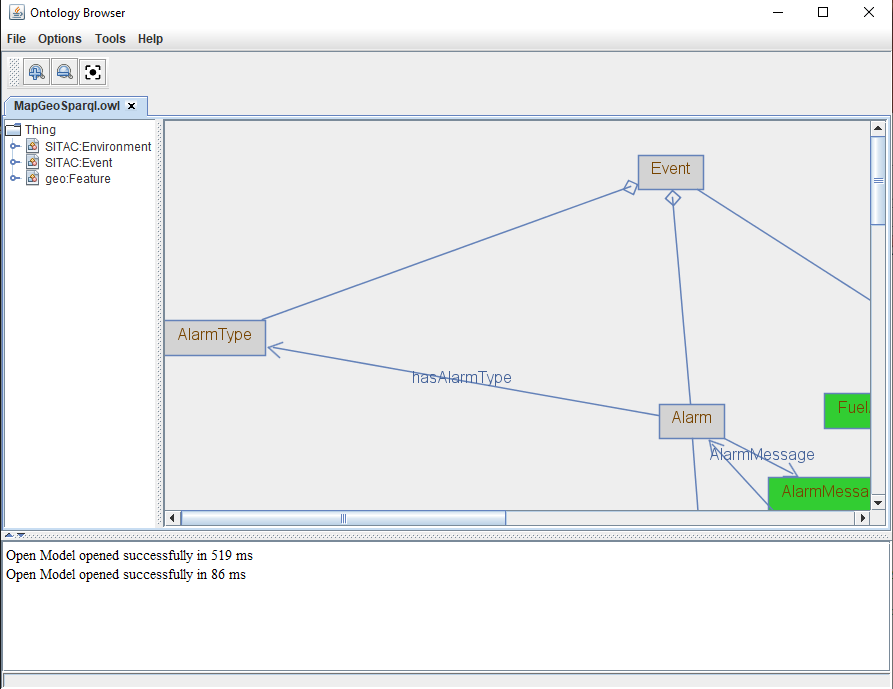 Ontology Browser
File Options Tools Help
MapGeoSparql.owl
Thing
SITAC:Environment
SITAC:Event
geo:Feature
Event
AlarmType
hasAlarmType
Alarm
Fuel
AlarmMessage
AlarmMessa
Open Model opened successfully in 519 ms
Open Model opened successfully in 86 ms